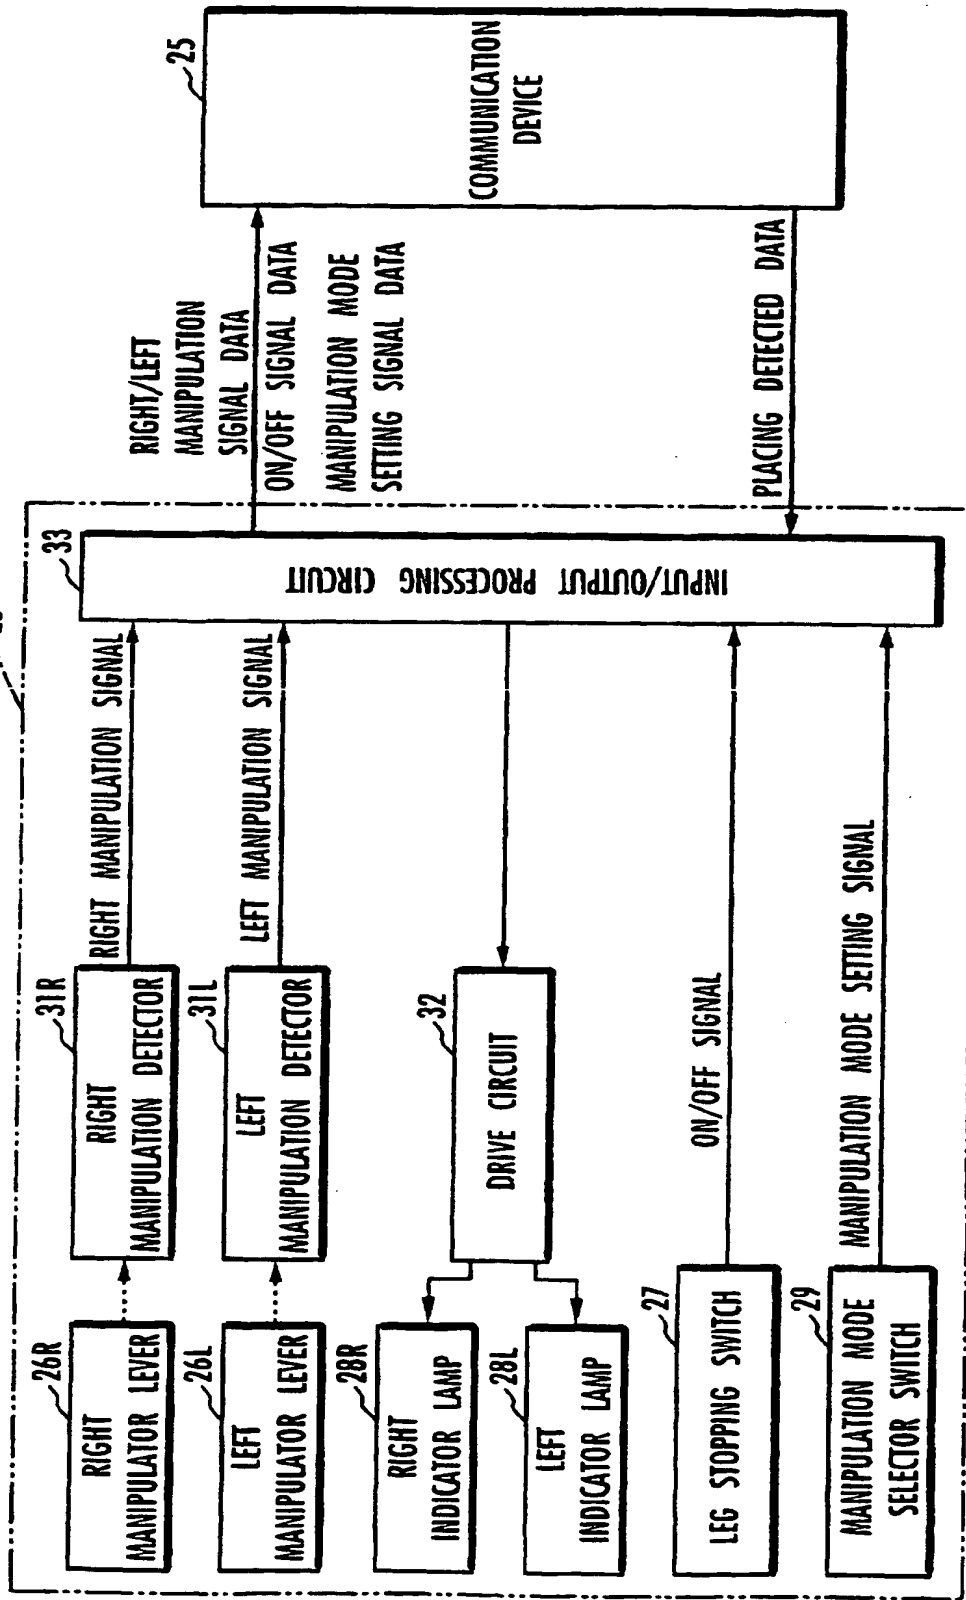 26R
RIGHT
MANIPULATOR LEVER
31R
RIGHT
MANIPULATION DETECTOR
RIGHT MANIPULATION SIGNAL
26L
LEFT
MANIPULATOR LEVER
31L
LEFT
MANIPULATION DETECTOR
LEFT MANIPULATION SIGNAL
28R
RIGHT
INDICATOR LAMP
28L
LEFT
INDICATOR LAMP
32
DRIVE CIRCUIT
27
LEG STOPPING SWITCH
ON/OFF SIGNAL
29
MANIPULATION MODE
SELECTOR SWITCH
MANIPULATION MODE SETTING SIGNAL
33
INPUT/OUTPUT PROCESSING CIRCUIT
RIGHT/LEFT
MANIPULATION
SIGNAL DATA
ON/OFF SIGNAL DATA
MANIPULATION MODE
SETTING SIGNAL DATA
PLACING DETECTED DATA
25
COMMUNICATION
DEVICE